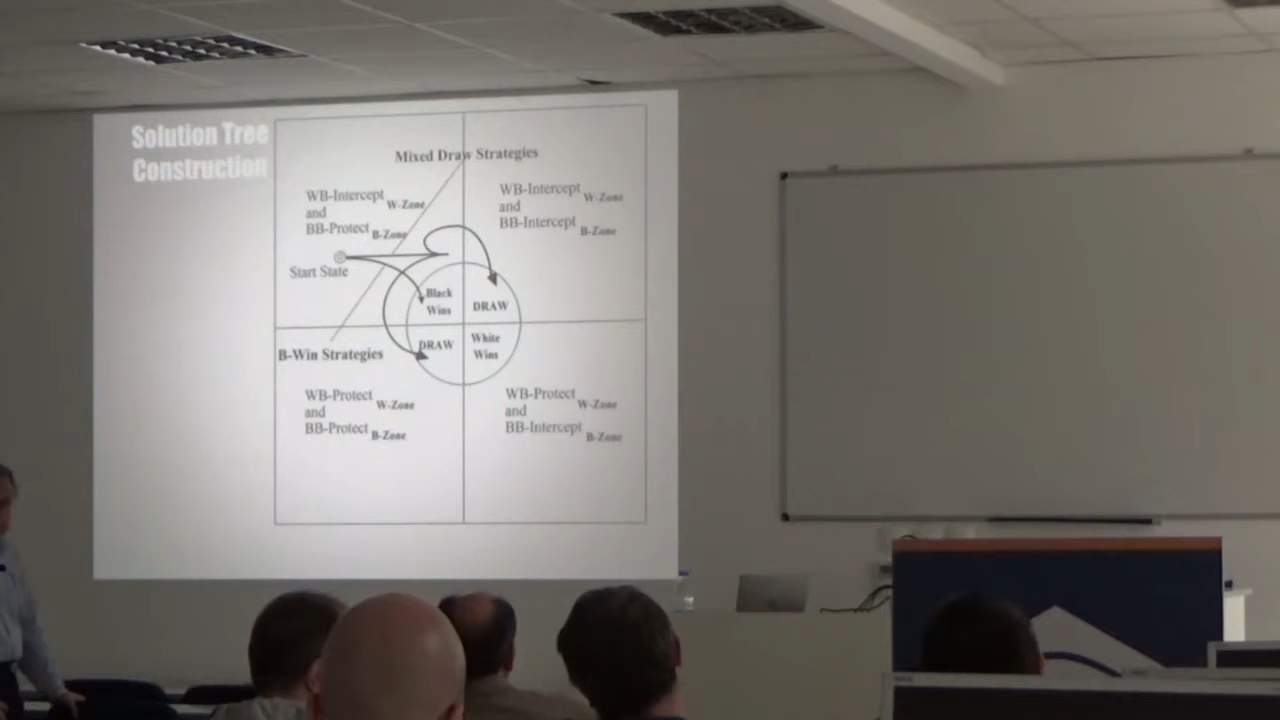 Solution Tree
Construction
Mixed Draw Strategies
WB-Intercept W-Zone
and
BB-Protect B-Zone
WB-Intercept W-Zone
and
BB-Intercept B-Zone
Start State
Black
Wins
DRAW
DRAW
White
Wins
B-Win Strategies
WB-Protect W-Zone
and
BB-Protect B-Zone
WB-Protect W-Zone
and
BB-Intercept B-Zone